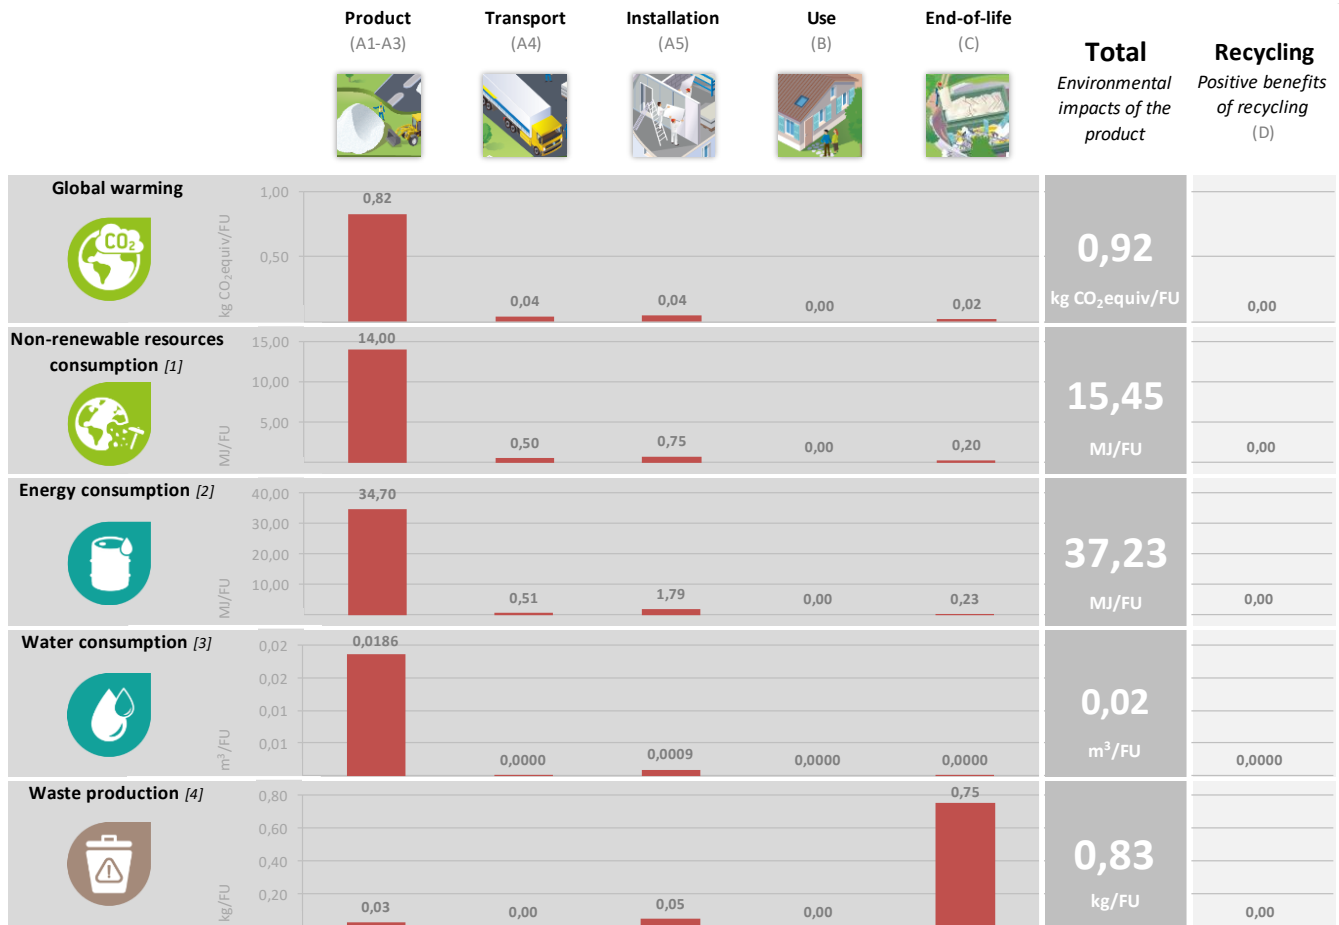 Product
(A1-A3)
Transport
(A4)
Installation
(A5)
Use
(B)
End-of-life
(C)
Total
Environmental
impacts of the
product
Recycling
Positive benefits
of recycling
(D)
Global warming
CO2
kg CO₂equiv/FU
1,00
0,50
0,82
0,04
0,04
0,00
0,02
0,92
kg CO₂equiv/FU
0,00
Non-renewable resources
consumption [1]
MJ/FU
15,00
10,00
5,00
14,00
0,50
0,75
0,00
0,20
15,45
MJ/FU
0,00
Energy consumption [2]
MJ/FU
40,00
30,00
20,00
10,00
34,70
0,51
1,79
0,00
0,23
37,23
MJ/FU
0,00
Water consumption [3]
m³/FU
0,02
0,02
0,01
0,01
0,0186
0,0000
0,0009
0,0000
0,0000
0,02
m³/FU
0,0000
Waste production [4]
kg/FU
0,80
0,60
0,40
0,20
0,03
0,00
0,05
0,00
0,75
0,83
kg/FU
0,00